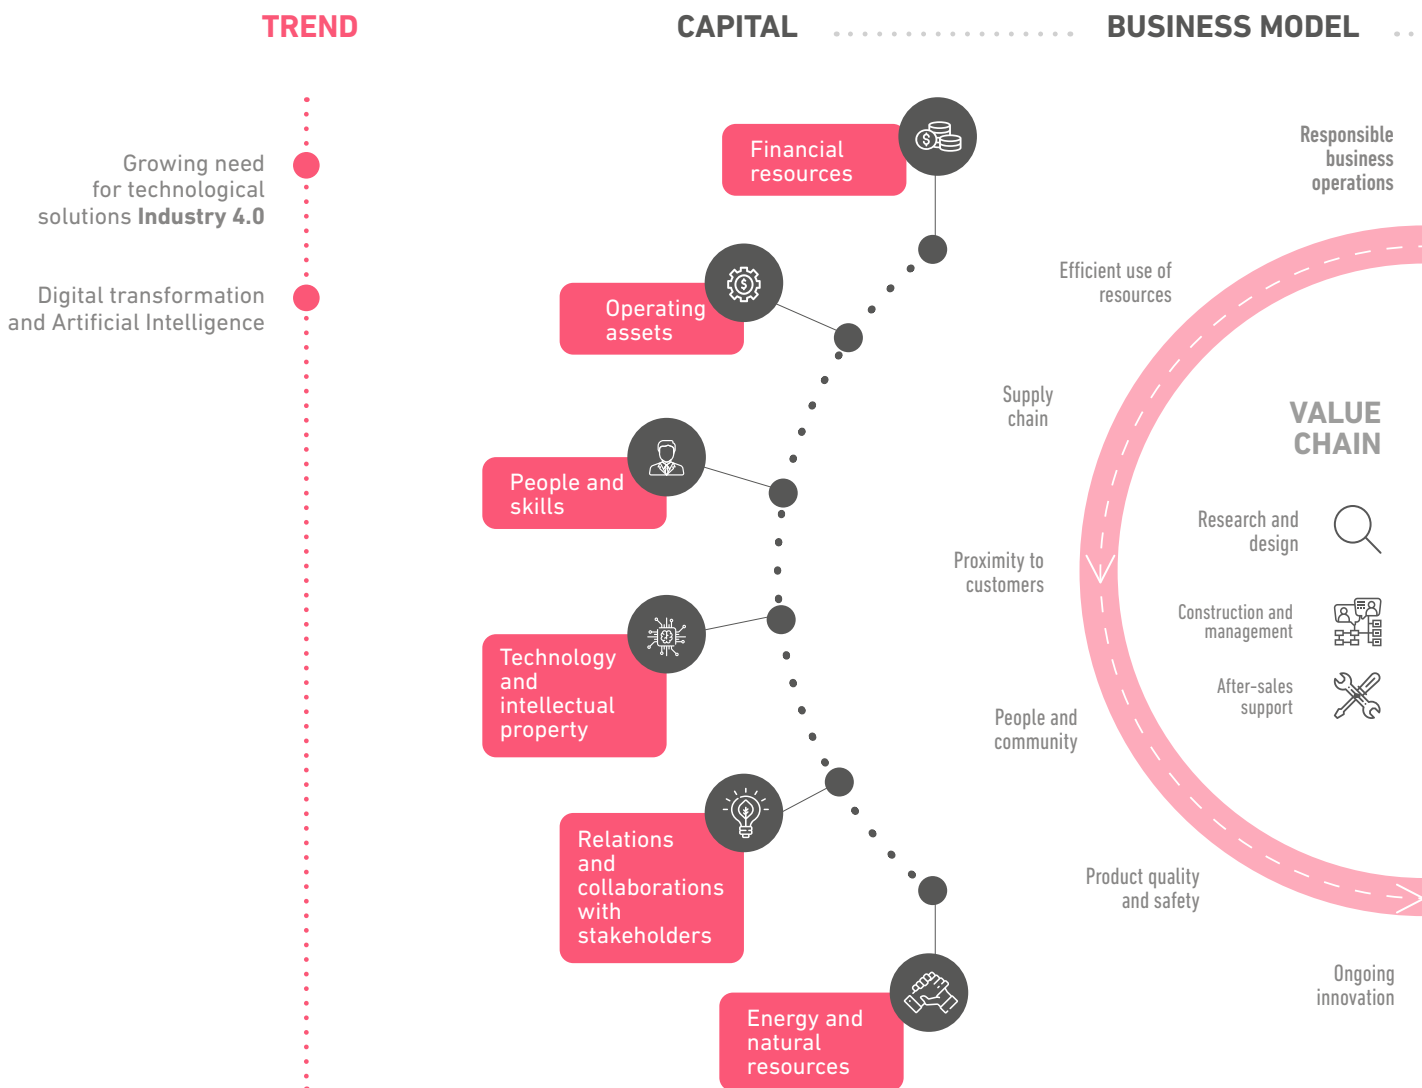 TREND
CAPITAL
BUSINESS MODEL
Growing need
for technological
solutions Industry 4.0
Digital transformation
and Artificial Intelligence
Financial
resources
Operating
assets
People and
skills
Technology
and
intellectual
property
Relations
and
collaborations
with
stakeholders
Energy and
natural
resources
Responsible
business
operations
Efficient use of
resources
Supply
chain
Proximity to
customers
People and
community
Product quality
and safety
Ongoing
innovation
VALUE
CHAIN
Research and
design
Construction and
management
After-sales
support